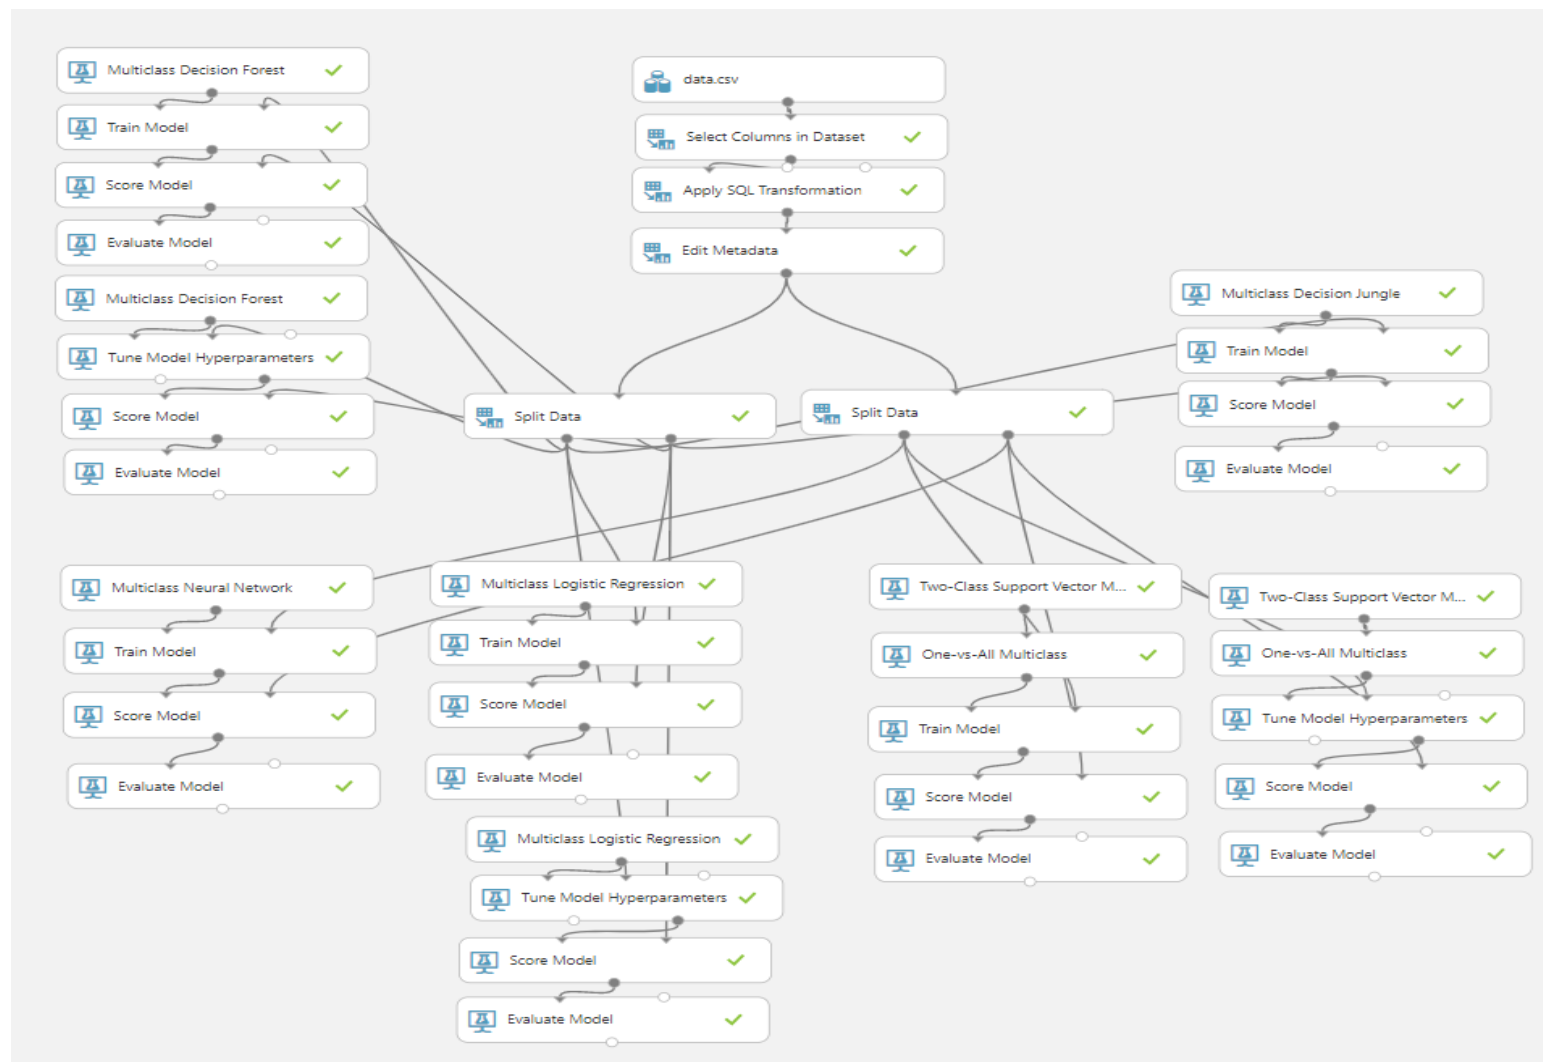 Multiclass Decision Forest
Train Model
Score Model
Evaluate Model
Multiclass Decision Forest
Tune Model Hyperparameters
Score Model
Evaluate Model
data.csv
Select Columns in Dataset
Apply SQL Transformation
Edit Metadata
Split Data
Split Data
Multiclass Decision Jungle
Train Model
Score Model
Evaluate Model
Multiclass Neural Network
Train Model
Score Model
Evaluate Model
Multiclass Logistic Regression
Train Model
Score Model
Evaluate Model
Multiclass Logistic Regression
Tune Model Hyperparameters
Score Model
Evaluate Model
Two-Class Support Vector M...
One-vs-All Multiclass
Train Model
Score Model
Evaluate Model
Two-Class Support Vector M...
One-vs-All Multiclass
Tune Model Hyperparameters
Score Model
Evaluate Model